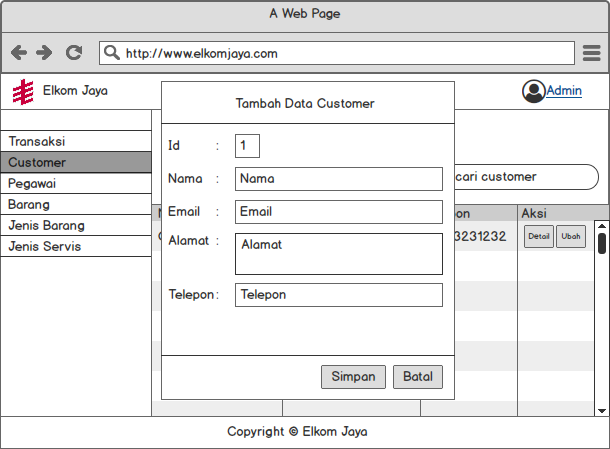 A Web Page
http://www.elkomjaya.com
Elkom Jaya
Admin
Tambah Data Customer
Transaksi
Customer
Pegawai
Barang
Jenis Barang
Jenis Servis
Id : 1
Nama : Nama
Email : Email
Alamat : Alamat
Telepon : Telepon
cari customer
Aksi
3231232
Detail
Ubah
Simpan
Batal
Copyright © Elkom Jaya